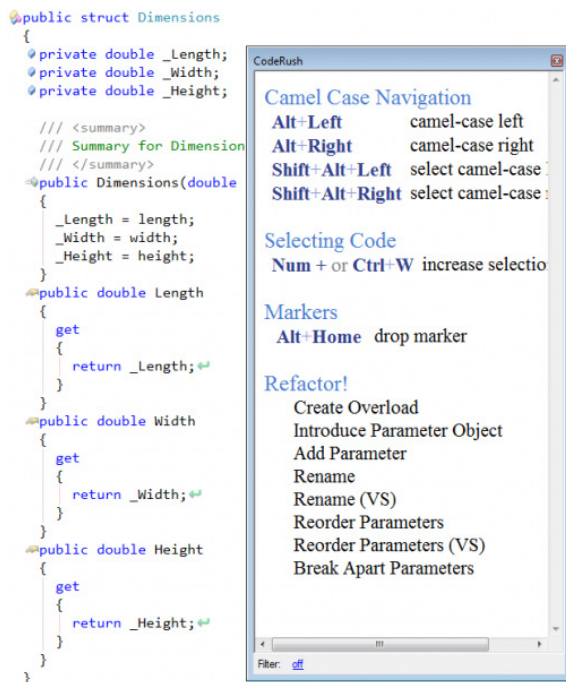 public struct Dimensions
{
private double _Length;
private double _Width;
private double _Height;
/// <summary>
/// Summary for Dimension
/// </summary>
public Dimensions(double
{
_Length = length;
_Width = width;
_Height = height;
}
public double Length
{
get
{
return _Length;
}
}
public double Width
{
get
{
return _Width;
}
}
public double Height
{
get
{
return _Height;
}
}
}
CodeRush
Camel Case Navigation
Alt+Left camel-case left
Alt+Right camel-case right
Shift+Alt+Left select camel-case
Shift+Alt+Right select camel-case
Selecting Code
Num + or Ctrl+W increase selectio
Markers
Alt+Home drop marker
Refactor!
Create Overload
Introduce Parameter Object
Add Parameter
Rename
Rename (VS)
Reorder Parameters
Reorder Parameters (VS)
Break Apart Parameters
Filter: off